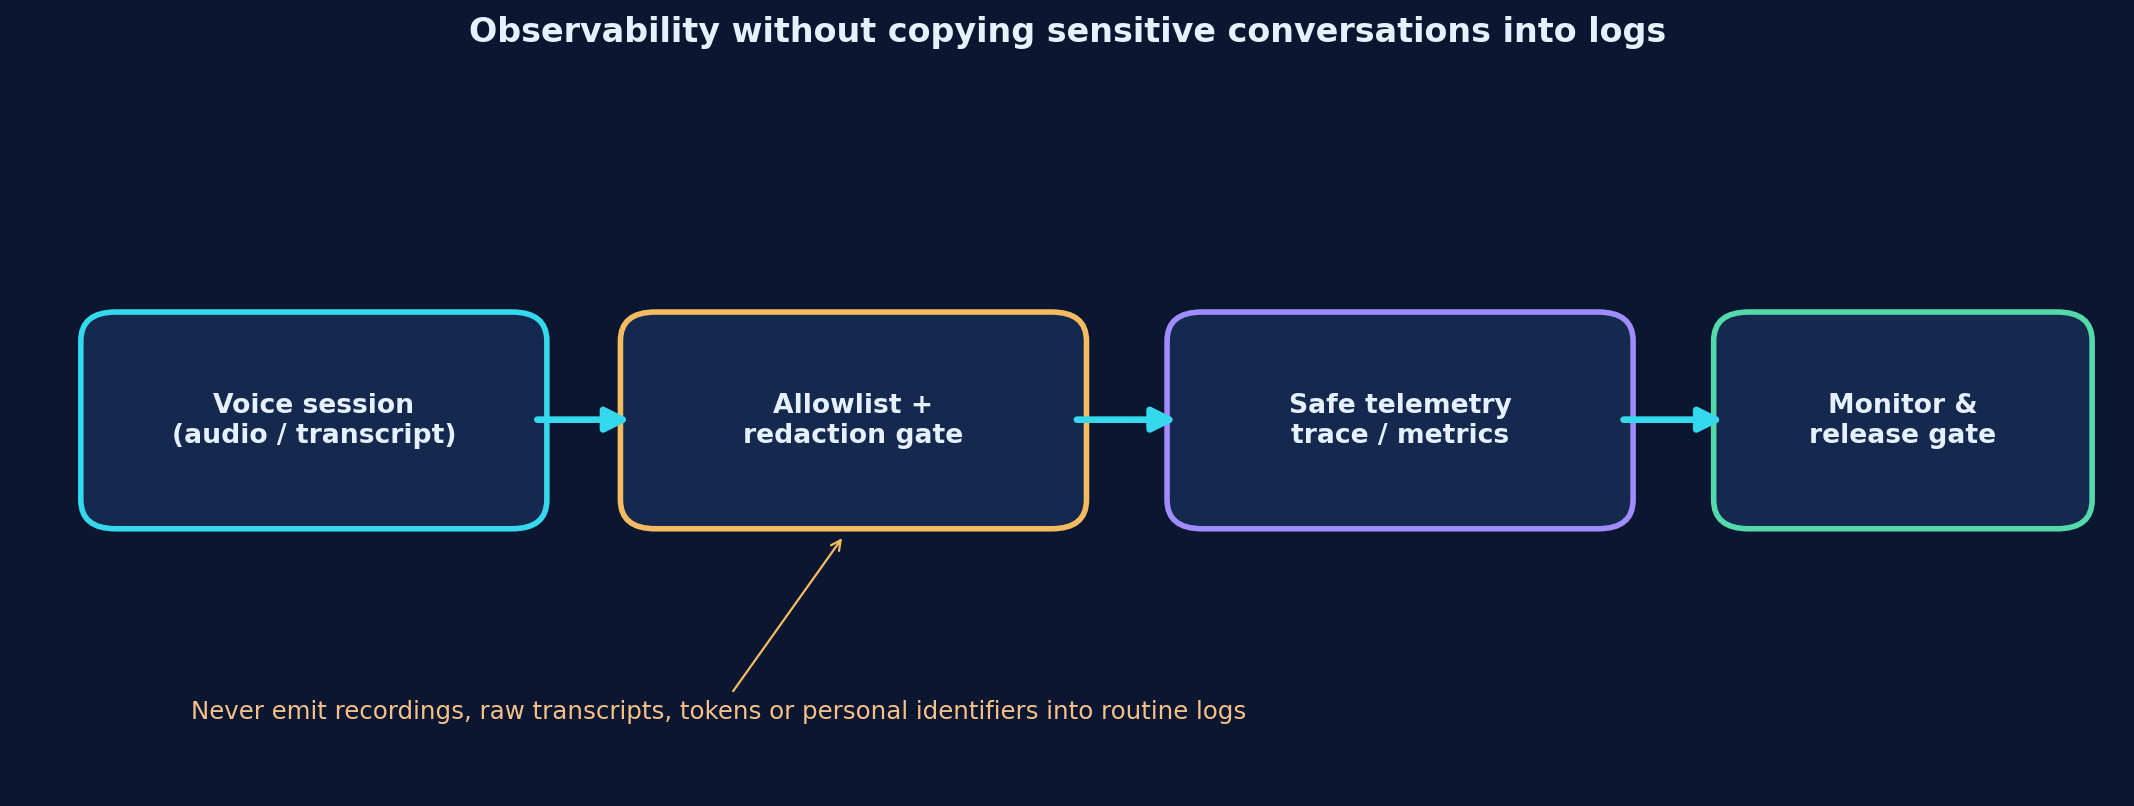 Observability without copying sensitive conversations into logs
Voice session
(audio / transcript)
Allowlist +
redaction gate
Safe telemetry
trace / metrics
Monitor &
release gate
Never emit recordings, raw transcripts, tokens or personal identifiers into routine logs